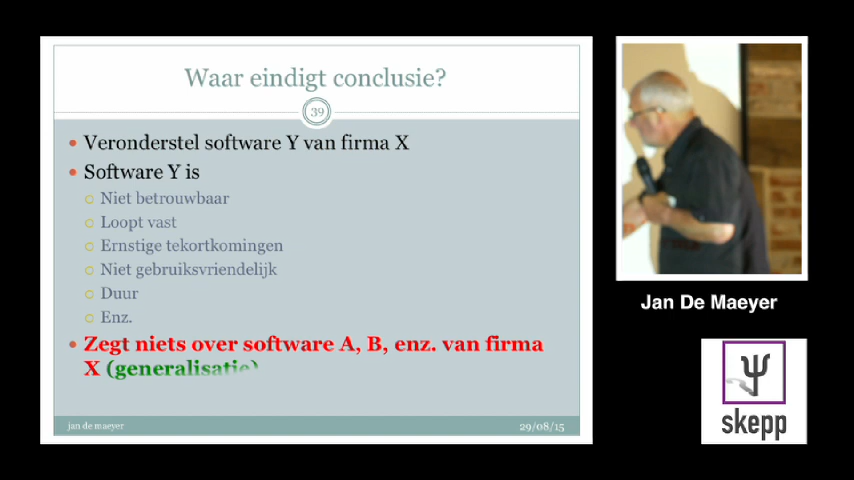 Waar eindigt conclusie?
39
Veronderstel software Y van firma X
Software Y is
Niet betrouwbaar
Loopt vast
Ernstige tekortkomingen
Niet gebruiksvriendelijk
Duur
Enz.
Zegt niets over software A, B, enz. van firma
X (generalisatie)
jan de maeyer
29/08/15
Jan De Maeyer
skepp